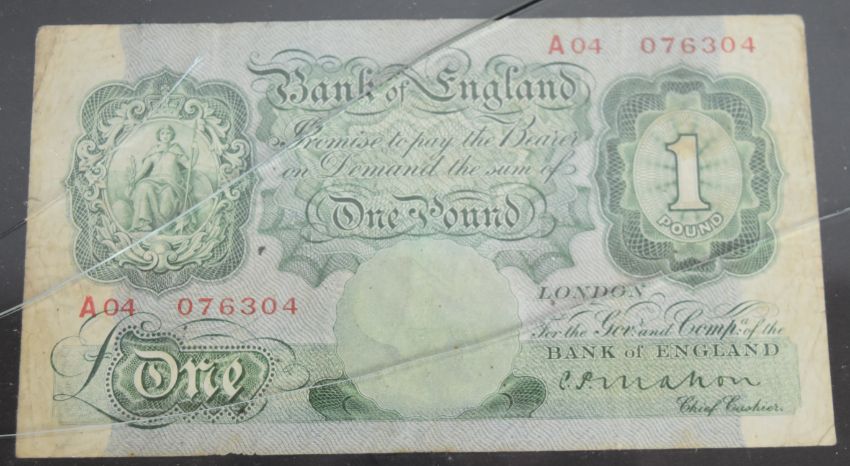 A04 076304
Bank of England
Promise to pay the Bearer
on Demand the sum of
One Pound
1
POUND
A04 076304
LONDON
For the Govr. and Compa. of the
BANK of ENGLAND
£One
C.P. Mahon
Chief Cashier.